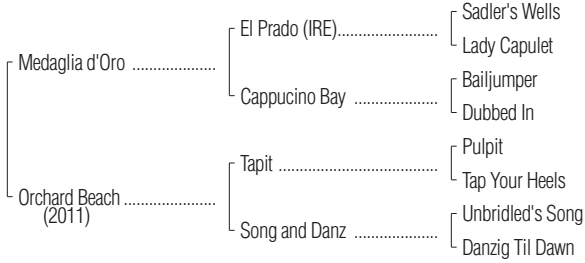 Sadler's Wells
El Prado (IRE)......................
Lady Capulet
Medaglia d'Oro ....................
Bailjumper
Cappucino Bay ....................
Dubbed In
Pulpit
Tapit ......................................
Tap Your Heels
Orchard Beach ......................
(2011)
Unbridled's Song
Song and Danz ....................
Danzig Til Dawn